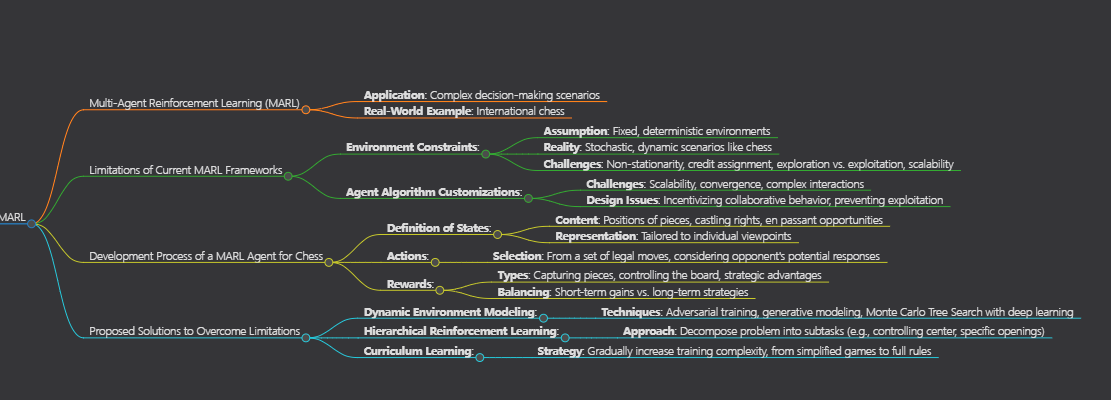 MARL
Multi-Agent Reinforcement Learning (MARL)
Application: Complex decision-making scenarios
Real-World Example: International chess
Limitations of Current MARL Frameworks
Environment Constraints:
Assumption: Fixed, deterministic environments
Reality: Stochastic, dynamic scenarios like chess
Challenges: Non-stationarity, credit assignment, exploration vs. exploitation, scalability
Agent Algorithm Customizations:
Challenges: Scalability, convergence, complex interactions
Design Issues: Incentivizing collaborative behavior, preventing exploitation
Development Process of a MARL Agent for Chess
Definition of States:
Content: Positions of pieces, castling rights, en passant opportunities
Representation: Tailored to individual viewpoints
Actions:
Selection: From a set of legal moves, considering opponent's potential responses
Rewards:
Types: Capturing pieces, controlling the board, strategic advantages
Balancing: Short-term gains vs. long-term strategies
Proposed Solutions to Overcome Limitations
Dynamic Environment Modeling:
Techniques: Adversarial training, generative modeling, Monte Carlo Tree Search with deep learning
Hierarchical Reinforcement Learning:
Approach: Decompose problem into subtasks (e.g., controlling center, specific openings)
Curriculum Learning:
Strategy: Gradually increase training complexity, from simplified games to full rules